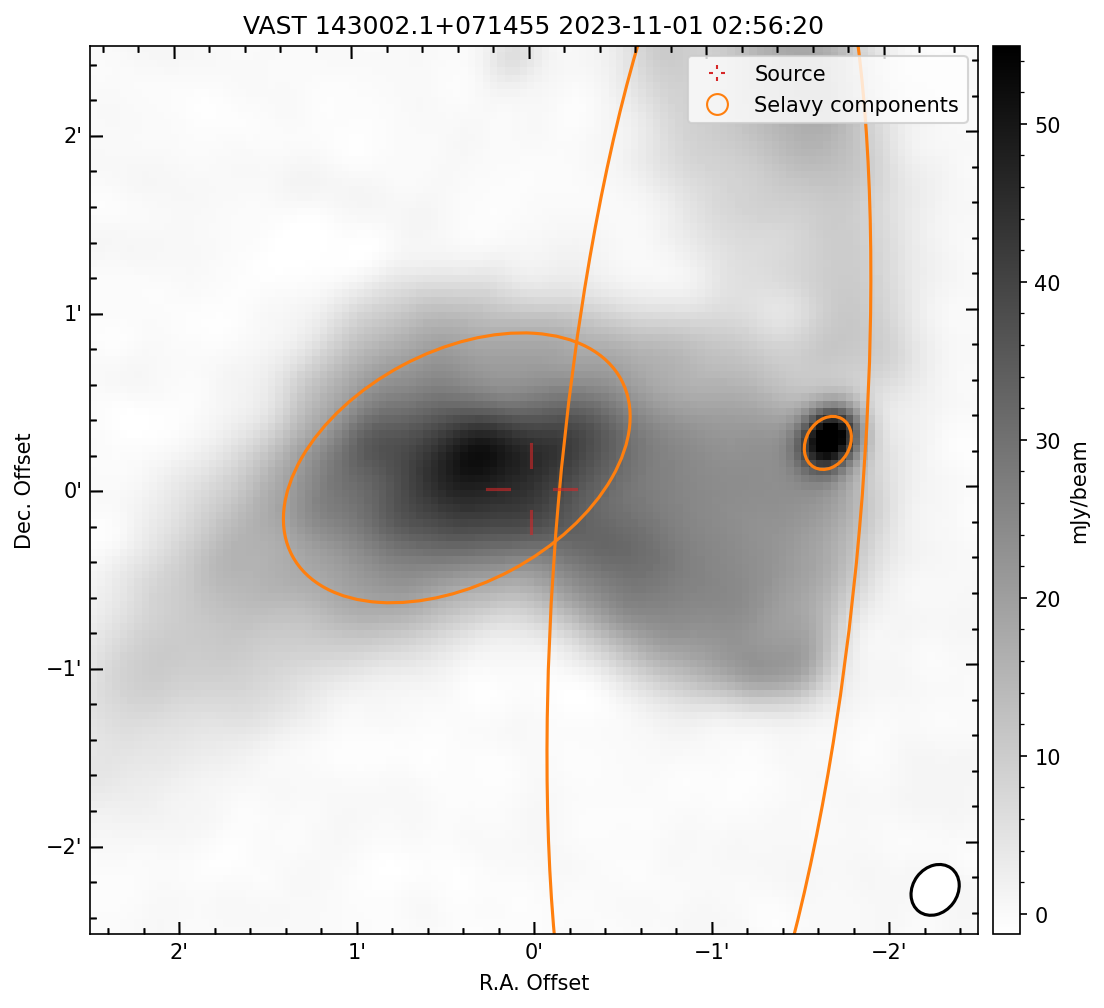 VAST 143002.1+071455 2023-11-01 02:56:20
Source
Selavy components
2'
1'
0'
−1'
−2'
Dec. Offset
2'
1'
0'
−1'
−2'
R.A. Offset
50
40
30
20
10
0
mJy/beam